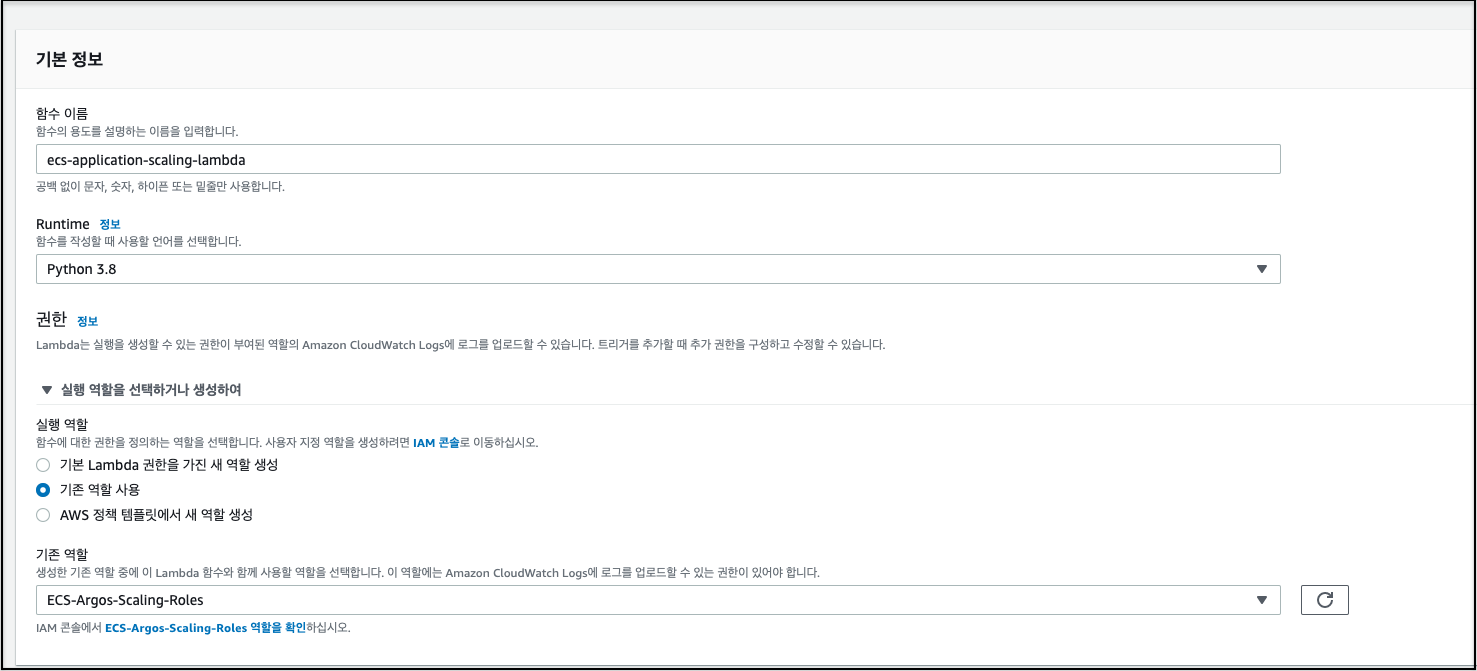 기본 정보
함수 이름
함수의 용도를 설명하는 이름을 입력합니다.
ecs-application-scaling-lambda
공백 없이 문자, 숫자, 하이픈 또는 밑줄만 사용합니다.
Runtime 정보
함수를 작성할 때 사용할 언어를 선택합니다.
Python 3.8
권한 정보
Lambda는 실행을 생성할 수 있는 권한이 부여된 역할의 Amazon CloudWatch Logs에 로그를 업로드할 수 있습니다. 트리거를 추가할 때 추가 권한을 구성하고 수정할 수 있습니다.
실행 역할을 선택하거나 생성하여
실행 역할
함수에 대한 권한을 정의하는 역할을 선택합니다. 사용자 지정 역할을 생성하려면 IAM 콘솔로 이동하십시오.
기본 Lambda 권한을 가진 새 역할 생성
기존 역할 사용
AWS 정책 템플릿에서 새 역할 생성
기존 역할
생성한 기존 역할 중에 이 Lambda 함수와 함께 사용할 역할을 선택합니다. 이 역할에는 Amazon CloudWatch Logs에 로그를 업로드할 수 있는 권한이 있어야 합니다.
ECS-Argos-Scaling-Roles
IAM 콘솔에서 ECS-Argos-Scaling-Roles 역할을 확인하십시오.